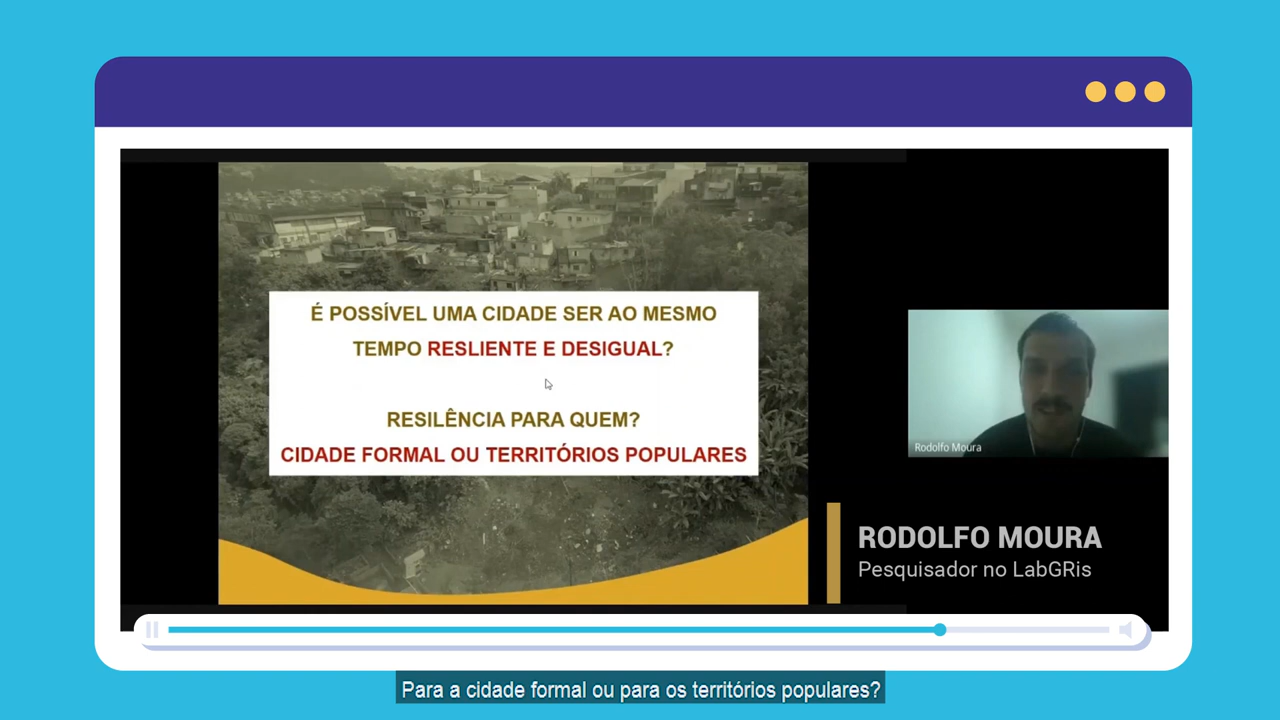 É POSSÍVEL UMA CIDADE SER AO MESMO
TEMPO RESLIENTE E DESIGUAL?
RESILÊNCIA PARA QUEM?
CIDADE FORMAL OU TERRITÓRIOS POPULARES
Rodolfo Moura
RODOLFO MOURA
Pesquisador no LabGRis
Para a cidade formal ou para os territórios populares?